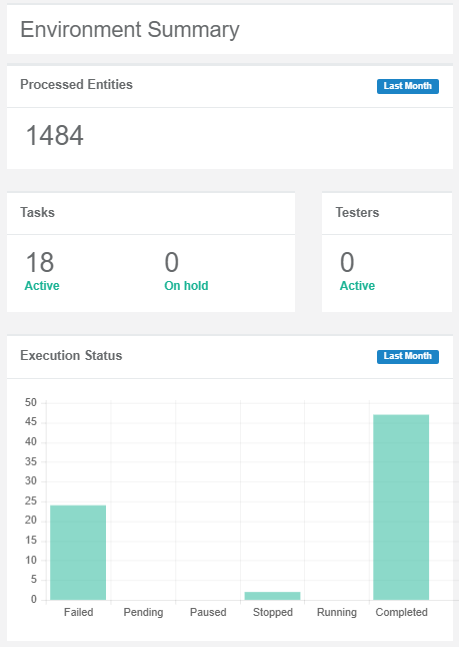 Environment Summary
Processed Entities Last Month
1484
Tasks
18 0
Active On hold
Testers
0
Active
Execution Status Last Month
50
45
40
35
30
25
20
15
10
5
0
Failed Pending Paused Stopped Running Completed